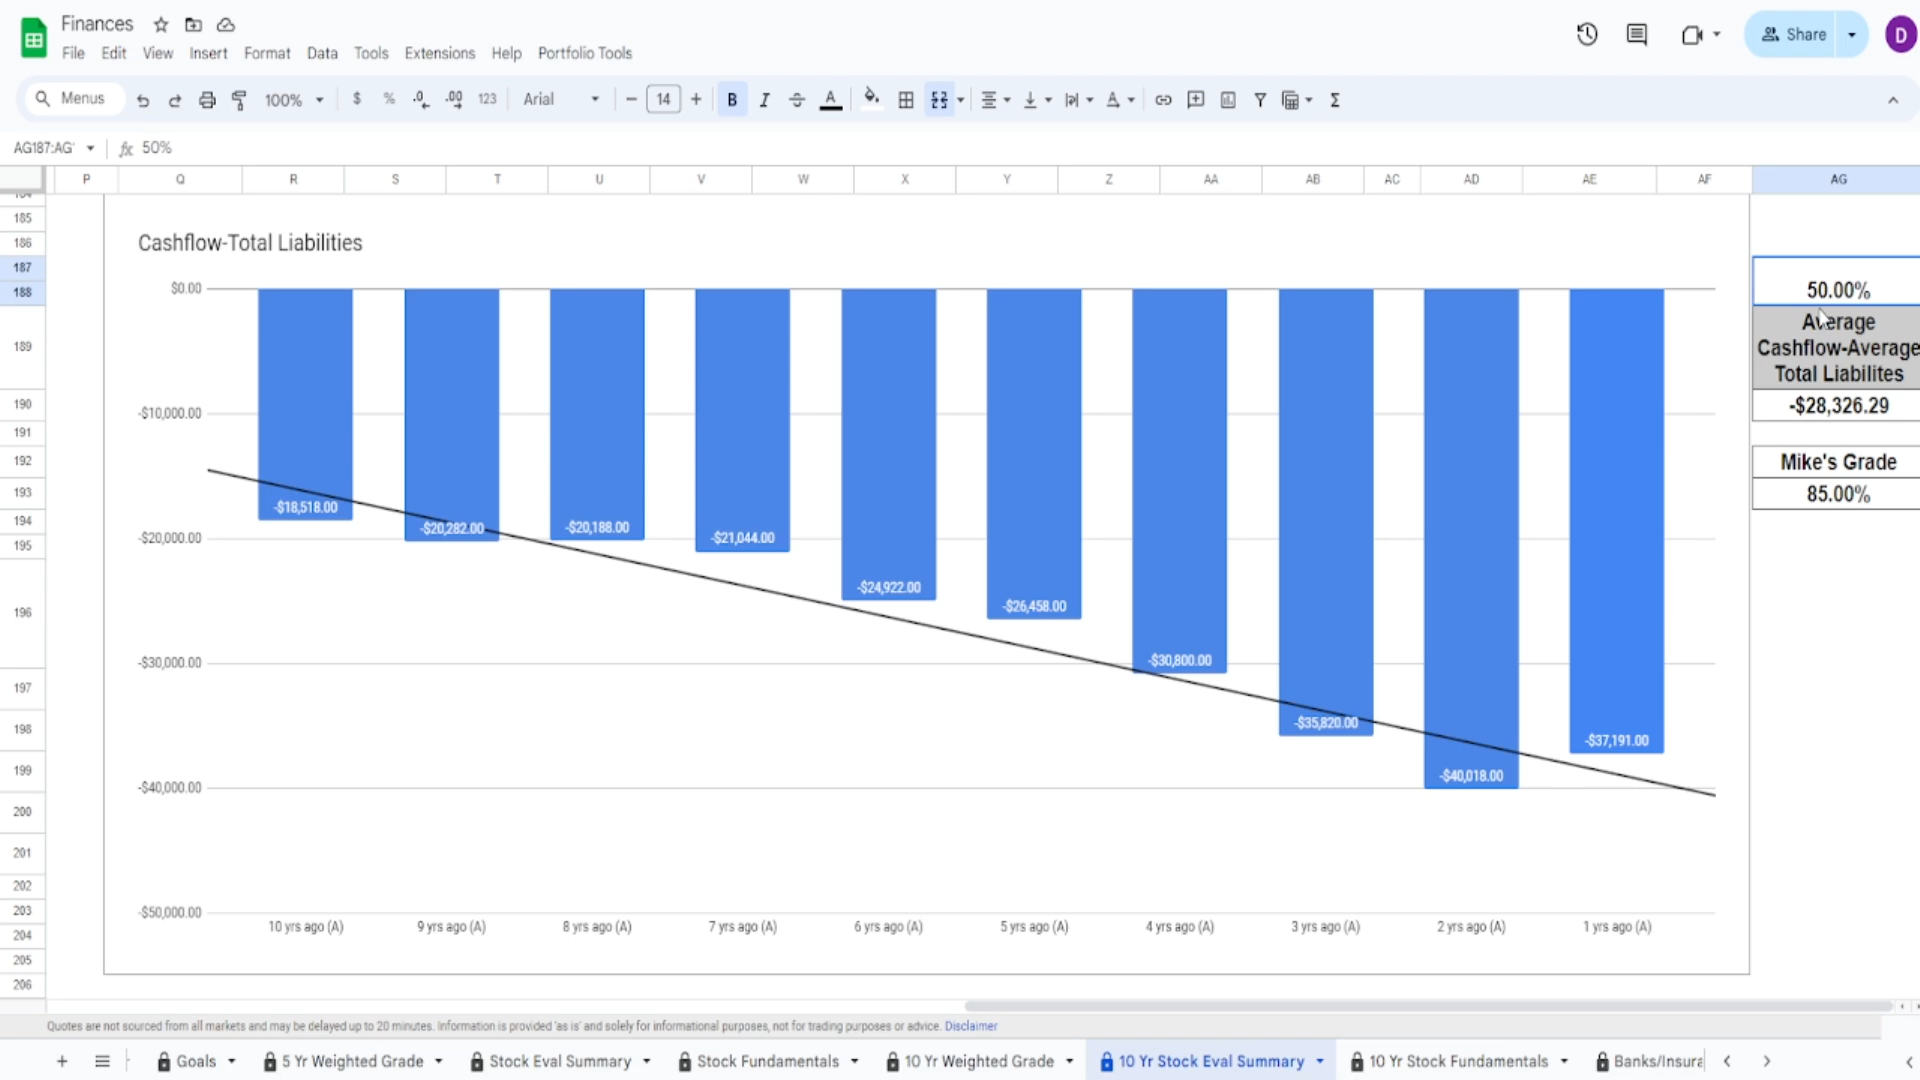 Finances
File Edit View Insert Format Data Tools Extensions Help Portfolio Tools
Share
D
Menus 100% $ % .0 .00 123 Arial 14 B I A
AG187:AG' fx 50%
P Q R S T U V W X Y Z AA AB AC AD AE AF AG
185
186
187
188
189
190
191
192
193
194
195
196
197
198
199
200
201
202
203
204
205
206
Cashflow-Total Liabilities
$0.00
-$10,000.00
-$20,000.00
-$30,000.00
-$40,000.00
-$50,000.00
-$18,518.00 -$20,282.00 -$20,188.00 -$21,044.00 -$24,922.00 -$26,458.00 -$30,800.00 -$35,820.00 -$40,018.00 -$37,191.00
10 yrs ago (A) 9 yrs ago (A) 8 yrs ago (A) 7 yrs ago (A) 6 yrs ago (A) 5 yrs ago (A) 4 yrs ago (A) 3 yrs ago (A) 2 yrs ago (A) 1 yrs ago (A)
50.00%
Average
Cashflow-Average
Total Liabilites
-$28,326.29
Mike's Grade
85.00%
Quotes are not sourced from all markets and may be delayed up to 20 minutes. Information is provided 'as is' and solely for informational purposes, not for trading purposes or advice. Disclaimer
Goals 5 Yr Weighted Grade Stock Eval Summary Stock Fundamentals 10 Yr Weighted Grade 10 Yr Stock Eval Summary 10 Yr Stock Fundamentals Banks/Insura